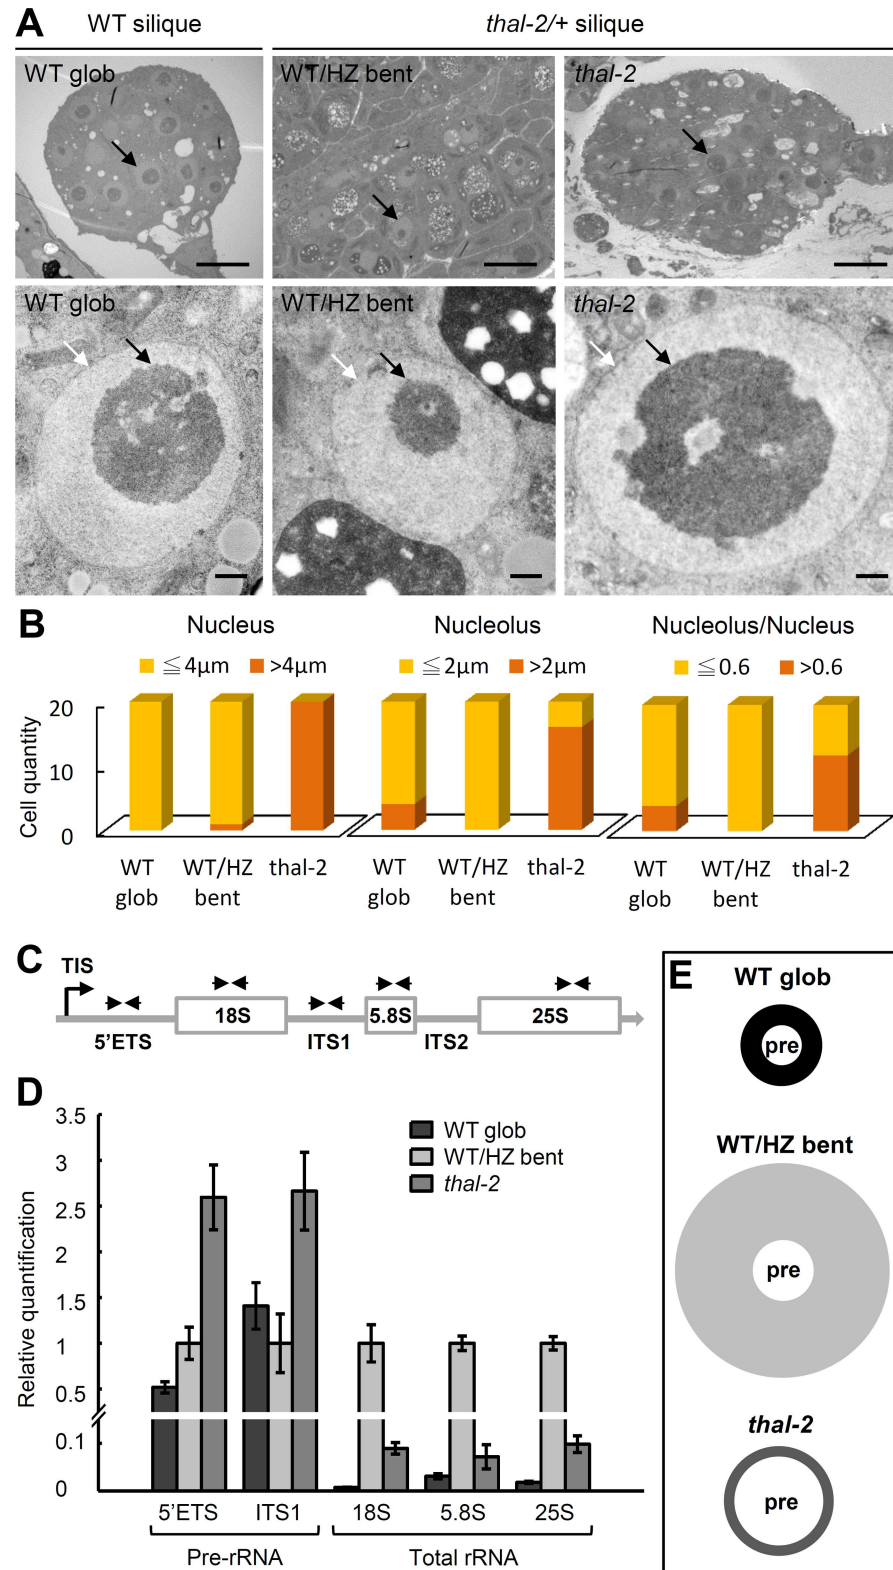 A
WT silique
thal-2/+ silique
WT glob
WT/HZ bent
thal-2
WT glob
WT/HZ bent
thal-2
B
Nucleus
Nucleolus
Nucleolus/Nucleus
≦4µm >4µm
≦2µm >2µm
≦0.6 >0.6
Cell quantity
20
10
0
WT glob
WT/HZ bent
thal-2
WT glob
WT/HZ bent
thal-2
WT glob
WT/HZ bent
thal-2
C
TIS
5'ETS
18S
ITS1
5.8S
ITS2
25S
D
Relative quantification
3.5
3
2.5
2
1.5
1
0.5
0.1
0
WT glob
WT/HZ bent
thal-2
5'ETS ITS1 18S 5.8S 25S
Pre-rRNA Total rRNA
E
WT glob
pre
WT/HZ bent
pre
thal-2
pre